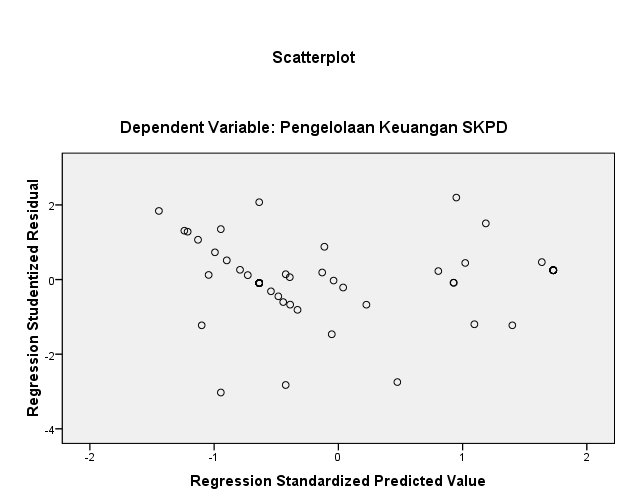 Scatterplot
Dependent Variable: Pengelolaan Keuangan SKPD
Regression Studentized Residual
2
0
-2
-4
-2
-1
0
1
2
Regression Standardized Predicted Value